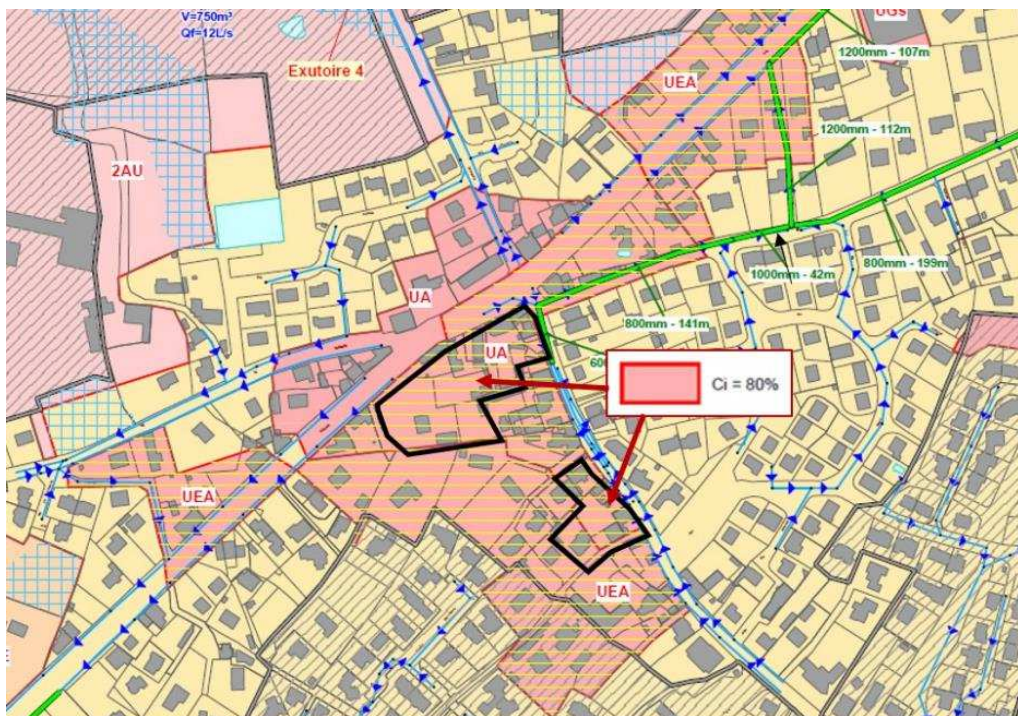 V=750m³
Qf=12L/s
UGs
1200mm - 107m
Exutoire 4
UEA
1200mm - 112m
2AU
1000mm - 42m
800mm - 199m
UA
800mm - 141m
UA
Ci = 80%
UEA
UEA